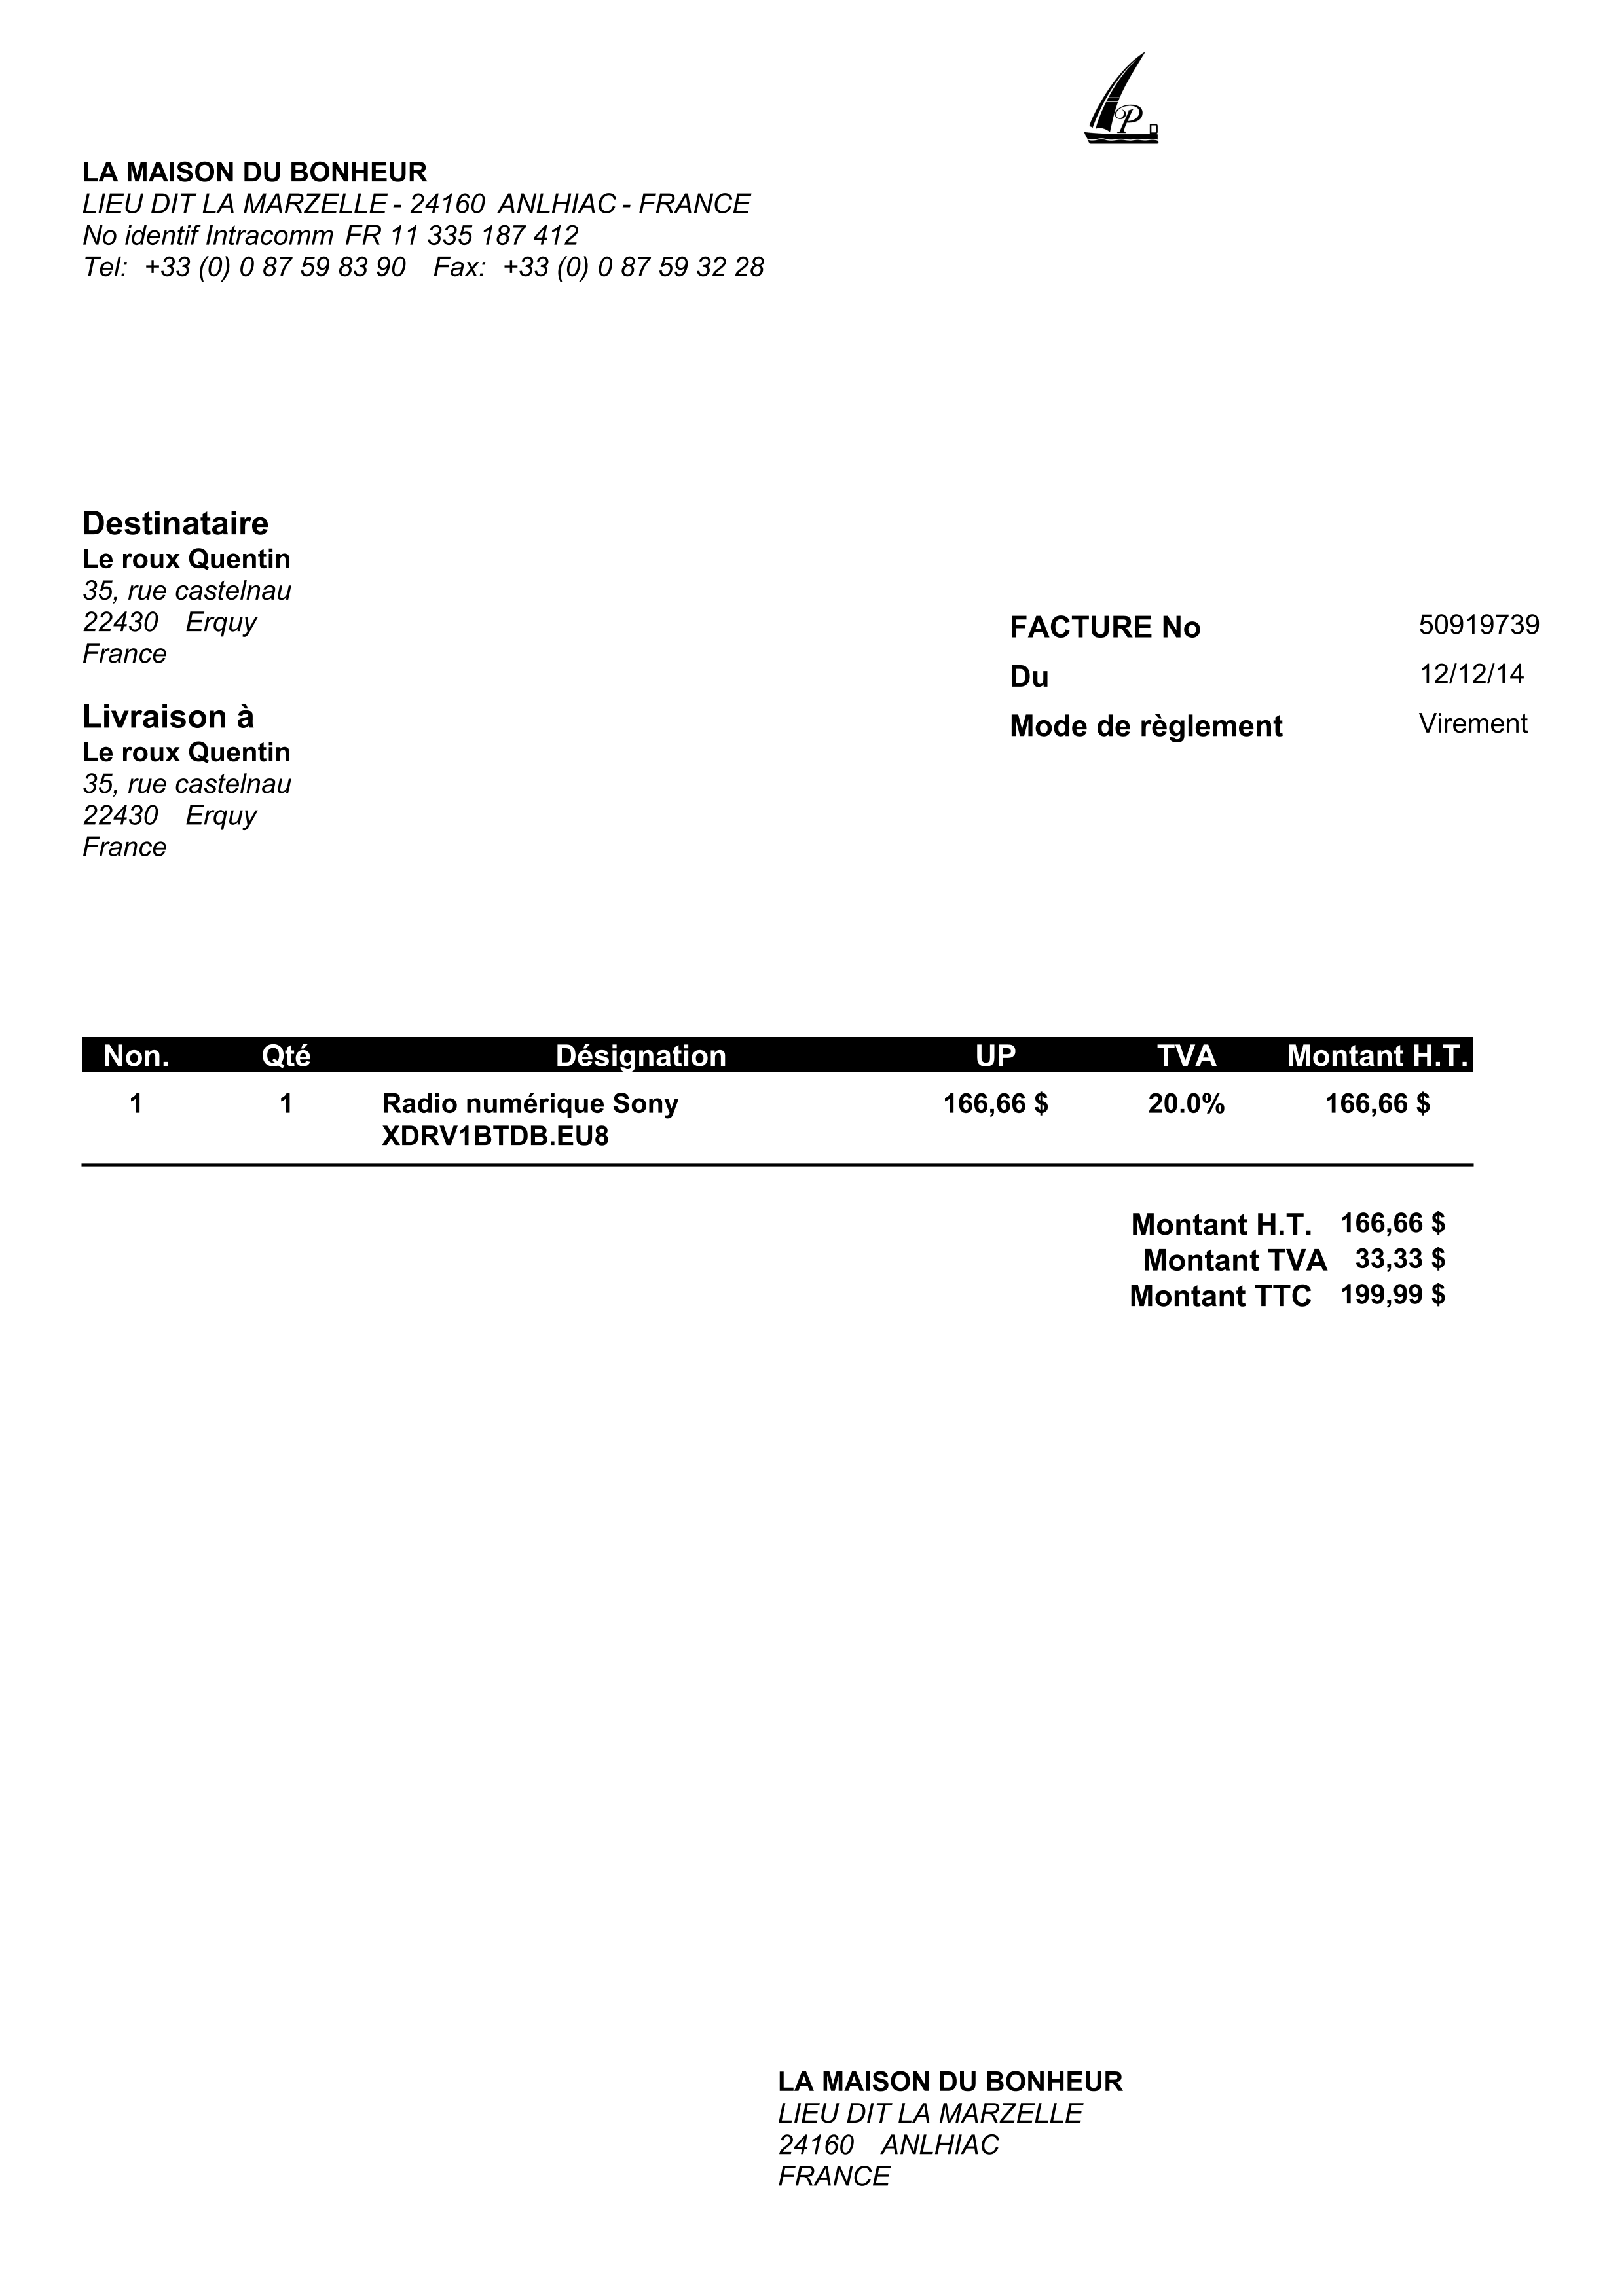 P
LA MAISON DU BONHEUR
LIEU DIT LA MARZELLE - 24160 ANLHIAC - FRANCE
No identif Intracomm FR 11 335 187 412
Tel: +33 (0) 0 87 59 83 90 Fax: +33 (0) 0 87 59 32 28
Destinataire
Le roux Quentin
35, rue castelnau
22430 Erquy
France
Livraison à
Le roux Quentin
35, rue castelnau
22430 Erquy
France
FACTURE No 50919739
Du 12/12/14
Mode de règlement Virement
Non. Qté Désignation UP TVA Montant H.T.
1 1 Radio numérique Sony 166,66 $ 20.0% 166,66 $
XDRV1BTDB.EU8
Montant H.T. 166,66 $
Montant TVA 33,33 $
Montant TTC 199,99 $
LA MAISON DU BONHEUR
LIEU DIT LA MARZELLE
24160 ANLHIAC
FRANCE